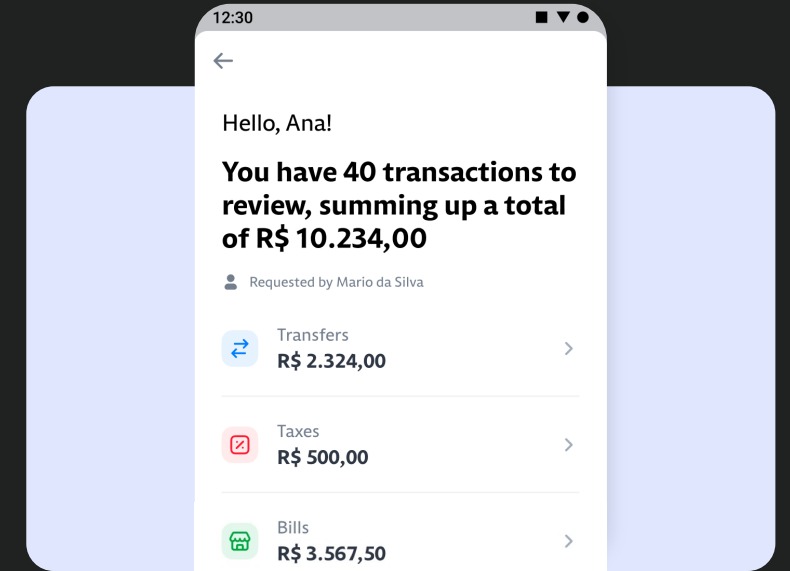 12:30
Hello, Ana!
You have 40 transactions to
review, summing up a total
of R$ 10.234,00
Requested by Mario da Silva
Transfers
R$ 2.324,00
Taxes
R$ 500,00
Bills
R$ 3.567,50